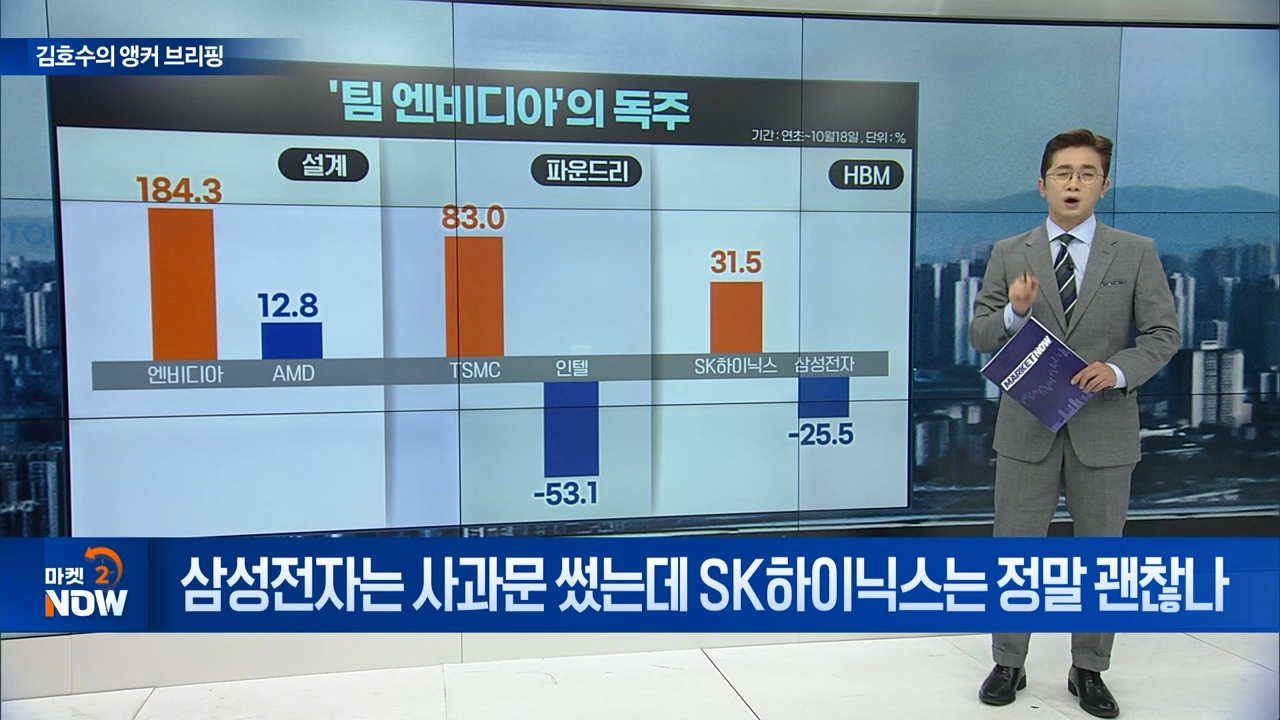 김호수의 앵커 브리핑
'팀 엔비디아'의 독주
기간 : 연초~10월18일, 단위 : %
설계
파운드리
HBM
184.3
12.8
83.0
-53.1
31.5
-25.5
엔비디아
AMD
TSMC
인텔
SK하이닉스
삼성전자
MARKET NOW
마켓 2
NOW
삼성전자는 사과문 썼는데 SK하이닉스는 정말 괜찮나